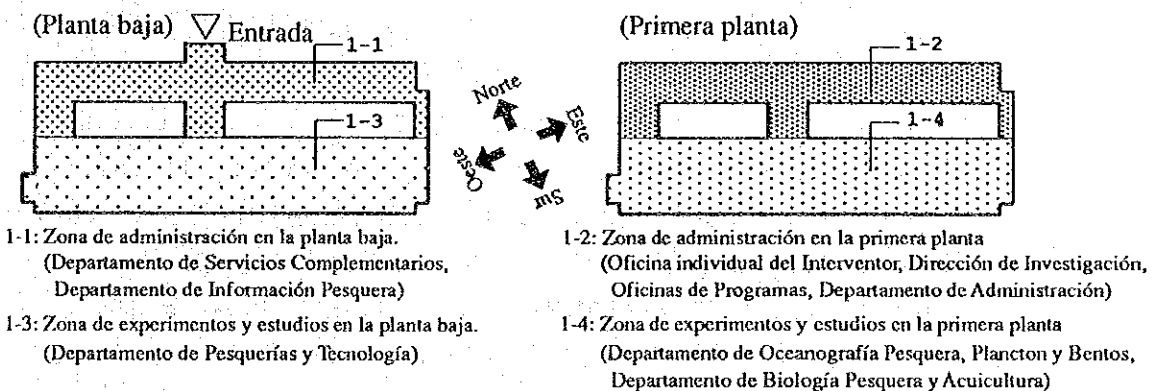 (Planta baja)
Entrada
1-1
1-3
Norte
Este
Oeste
Sur
(Primera planta)
1-2
1-4
1-1: Zona de administración en la planta baja.
(Departamento de Servicios Complementarios,
Departamento de Información Pesquera)
1-3: Zona de experimentos y estudios en la planta baja.
(Departamento de Pesquerías y Tecnología)
1-2: Zona de administración en la primera planta
(Oficina individual del Interventor, Dirección de Investigación,
Oficinas de Programas, Departamento de Administración)
1-4: Zona de experimentos y estudios en la primera planta
(Departamento de Oceanografía Pesquera, Plancton y Bentos,
Departamento de Biología Pesquera y Acuicultura)